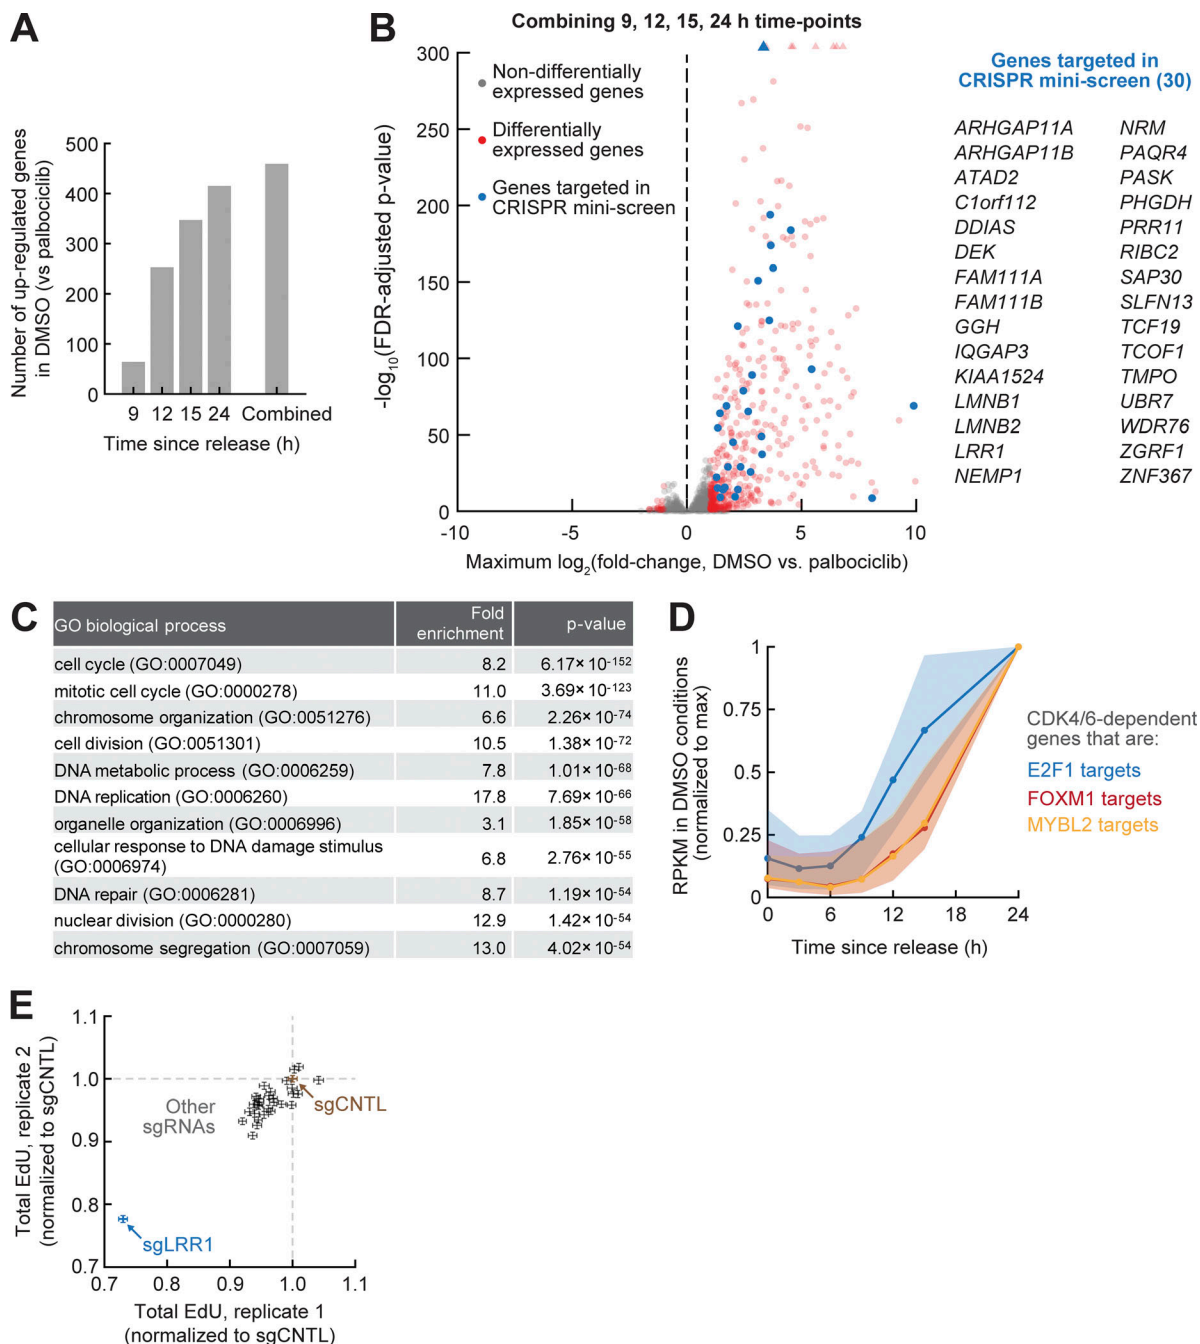 A
Number of up-regulated genes
in DMSO (vs palbociclib)
500
400
300
200
100
0
9 12 15 24 Combined
Time since release (h)
B
Combining 9, 12, 15, 24 h time-points
-log10(FDR-adjusted p-value)
300
250
200
150
100
50
0
Non-differentially
expressed genes
Differentially
expressed genes
Genes targeted in
CRISPR mini-screen
-10 -5 0 5 10
Maximum log2(fold-change, DMSO vs. palbociclib)
Genes targeted in
CRISPR mini-screen (30)
ARHGAP11A NRM
ARHGAP11B PAQR4
ATAD2 PASK
C1orf112 PHGDH
DDIAS PRR11
DEK RIBC2
FAM111A SAP30
FAM111B SLFN13
GGH TCF19
IQGAP3 TCOF1
KIAA1524 TMPO
LMNB1 UBR7
LMNB2 WDR76
LRR1 ZGRF1
NEMP1 ZNF367
C
GO biological process Fold enrichment p-value
cell cycle (GO:0007049) 8.2 6.17× 10-152
mitotic cell cycle (GO:0000278) 11.0 3.69× 10-123
chromosome organization (GO:0051276) 6.6 2.26× 10-74
cell division (GO:0051301) 10.5 1.38× 10-72
DNA metabolic process (GO:0006259) 7.8 1.01× 10-68
DNA replication (GO:0006260) 17.8 7.69× 10-66
organelle organization (GO:0006996) 3.1 1.85× 10-58
cellular response to DNA damage stimulus
(GO:0006974) 6.8 2.76× 10-55
DNA repair (GO:0006281) 8.7 1.19× 10-54
nuclear division (GO:0000280) 12.9 1.42× 10-54
chromosome segregation (GO:0007059) 13.0 4.02× 10-54
D
RPKM in DMSO conditions
(normalized to max)
1
0.75
0.5
0.25
0
0 6 12 18 24
Time since release (h)
CDK4/6-dependent
genes that are:
E2F1 targets
FOXM1 targets
MYBL2 targets
E
Total EdU, replicate 2
(normalized to sgCNTL)
1.1
1.0
0.9
0.8
0.7
Other
sgRNAs
sgCNTL
sgLRR1
0.7 0.8 0.9 1.0 1.1
Total EdU, replicate 1
(normalized to sgCNTL)